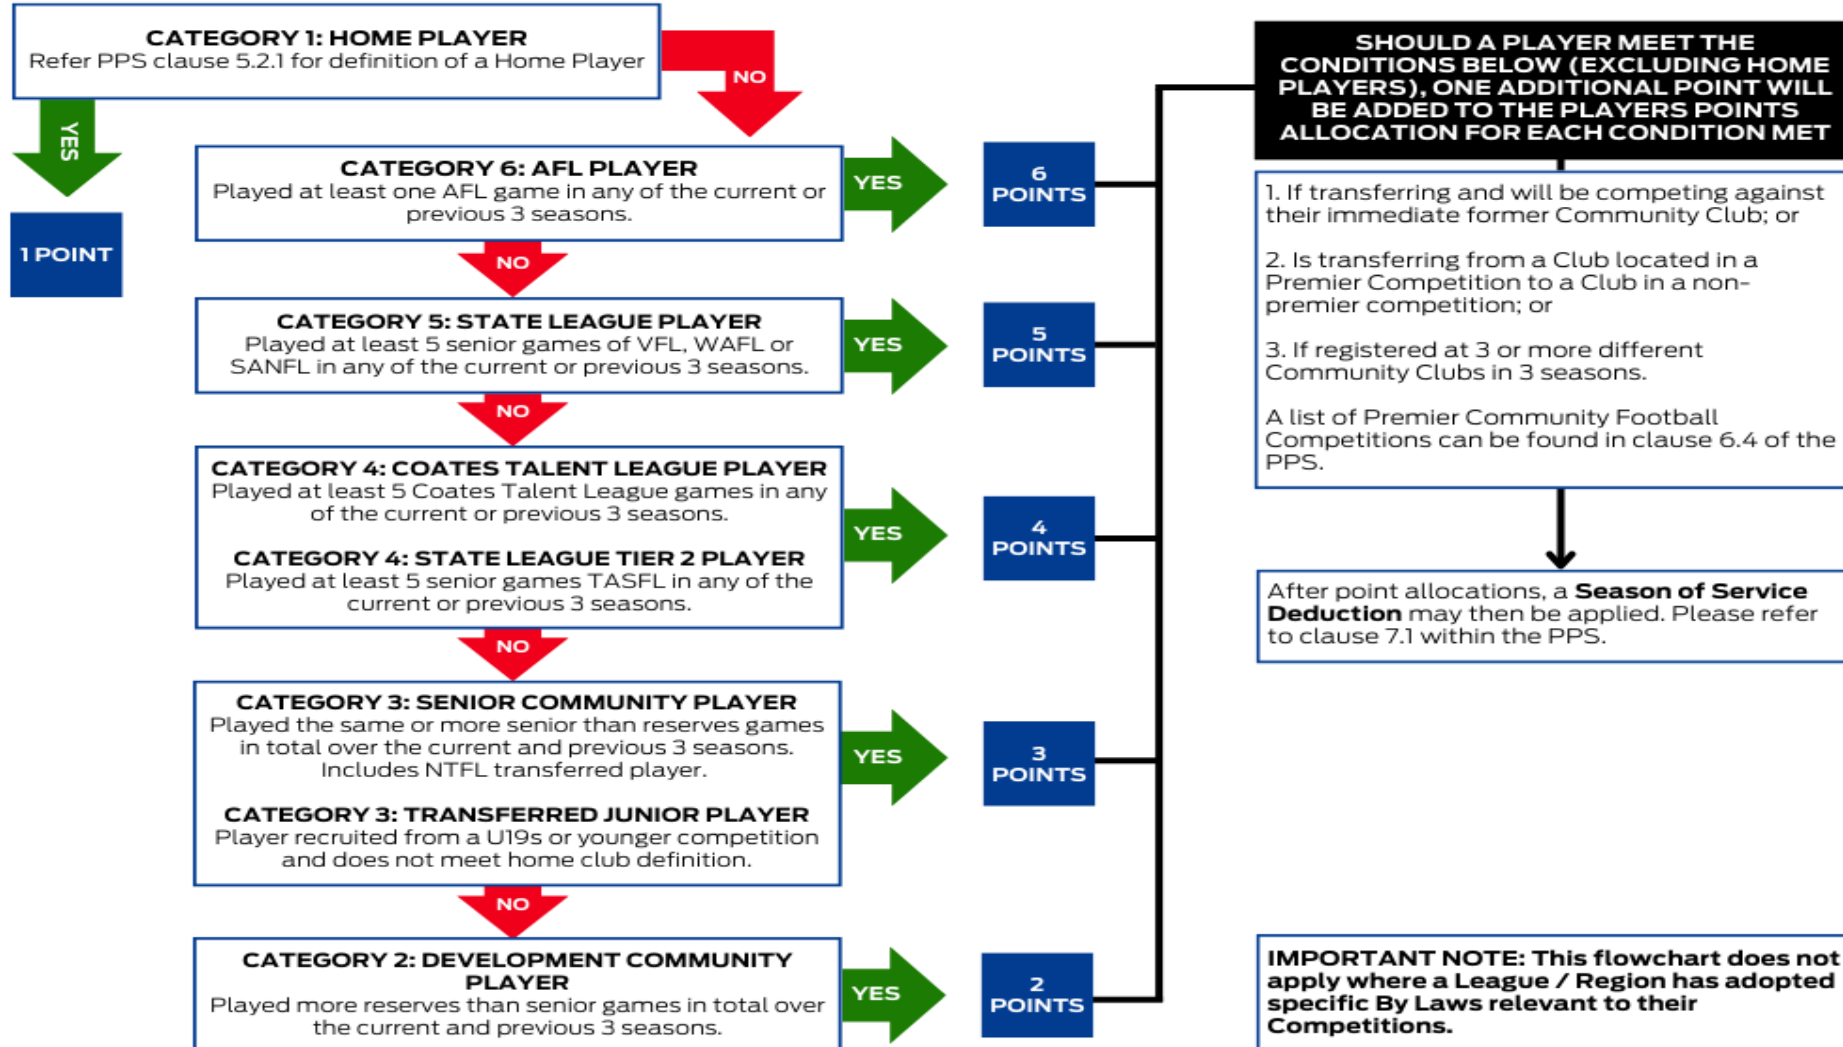 CATEGORY 1: HOME PLAYER
Refer PPS clause 5.2.1 for definition of a Home Player
NO
YES
1 POINT
CATEGORY 6: AFL PLAYER
Played at least one AFL game in any of the current or
previous 3 seasons.
YES
6
POINTS
NO
CATEGORY 5: STATE LEAGUE PLAYER
Played at least 5 senior games of VFL, WAFL or
SANFL in any of the current or previous 3 seasons.
YES
5
POINTS
NO
CATEGORY 4: COATES TALENT LEAGUE PLAYER
Played at least 5 Coates Talent League games in any
of the current or previous 3 seasons.
CATEGORY 4: STATE LEAGUE TIER 2 PLAYER
Played at least 5 senior games TASFL in any of the
current or previous 3 seasons.
YES
4
POINTS
NO
CATEGORY 3: SENIOR COMMUNITY PLAYER
Played the same or more senior than reserves games
in total over the current and previous 3 seasons.
Includes NTFL transferred player.
CATEGORY 3: TRANSFERRED JUNIOR PLAYER
Player recruited from a U19s or younger competition
and does not meet home club definition.
YES
3
POINTS
NO
CATEGORY 2: DEVELOPMENT COMMUNITY
PLAYER
Played more reserves than senior games in total over
the current and previous 3 seasons.
YES
2
POINTS
SHOULD A PLAYER MEET THE
CONDITIONS BELOW (EXCLUDING HOME
PLAYERS), ONE ADDITIONAL POINT WILL
BE ADDED TO THE PLAYERS POINTS
ALLOCATION FOR EACH CONDITION MET
1. If transferring and will be competing against
their immediate former Community Club; or
2. Is transferring from a Club located in a
Premier Competition to a Club in a non-
premier competition; or
3. If registered at 3 or more different
Community Clubs in 3 seasons.
A list of Premier Community Football
Competitions can be found in clause 6.4 of the
PPS.
After point allocations, a Season of Service
Deduction may then be applied. Please refer
to clause 7.1 within the PPS.
IMPORTANT NOTE: This flowchart does not
apply where a League / Region has adopted
specific By Laws relevant to their
Competitions.